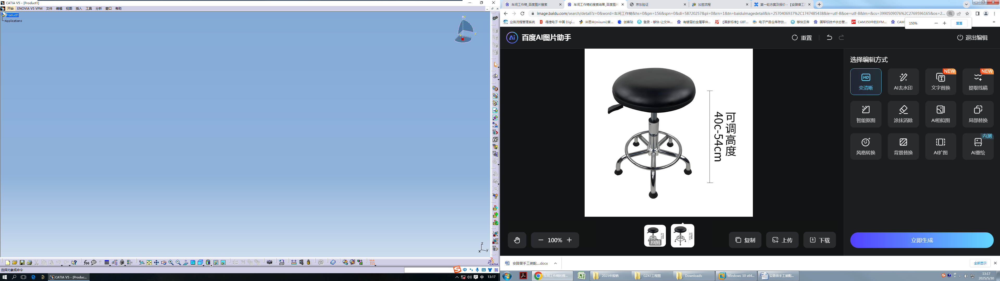 CATIA V5 - [Product1]
开始 ENOVIA V5 VPM 文件 编辑 视图 插入 工具 分析 窗口 帮助
Product1
Applications
z
x
y
z
x
y
选择对象或命令
CATIA
中
CATIA V5 - [Produc...
中
13:17
车间工作椅_百度图片搜索
车间工作椅的搜索结果_百度图片
京东验证
加签流程
第一轮方案及报价 - 【安路普工
image.baidu.com/search/detail?z=0&word=车间工作椅&hs=0&pn=156&spn=0&di=58720257&pi=0&rn=1&tn=baiduimagedetail&is=2570406937%2C1747485438&ie=utf-8&oe=utf-8&lm=&cs=3990509076%2C2769596165&os=2...
业务流程管理系统
得捷电子 中国 Digi...
米思米(misumi)官...
创客贴
登录 - 够快-让文件...
有镀层的金属零件...
【国家标准】GBT...
电子产品仓库存放...
够快云库
国军标技术状态管...
CAM350中的DFM...
CAM
»
150%
重置
百度AI图片助手
重置
退出编辑
可调高度
40c-54cm
选择编辑方式
HD
变清晰
AI去水印
NEW
文字替换
NEW
提取线稿
智能抠图
涂抹消除
AI相似图
局部替换
风格转换
背景替换
AI扩图
内测
AI重绘
100%
原图
复制
上传
下载
立即生成
安路普手工装配....docx
全部显示
车间工作椅的搜...
2025年报销
GZ47工程图
Downloads
Windows 10 x64...
安路普手工装配...
13:17
2025/5/30